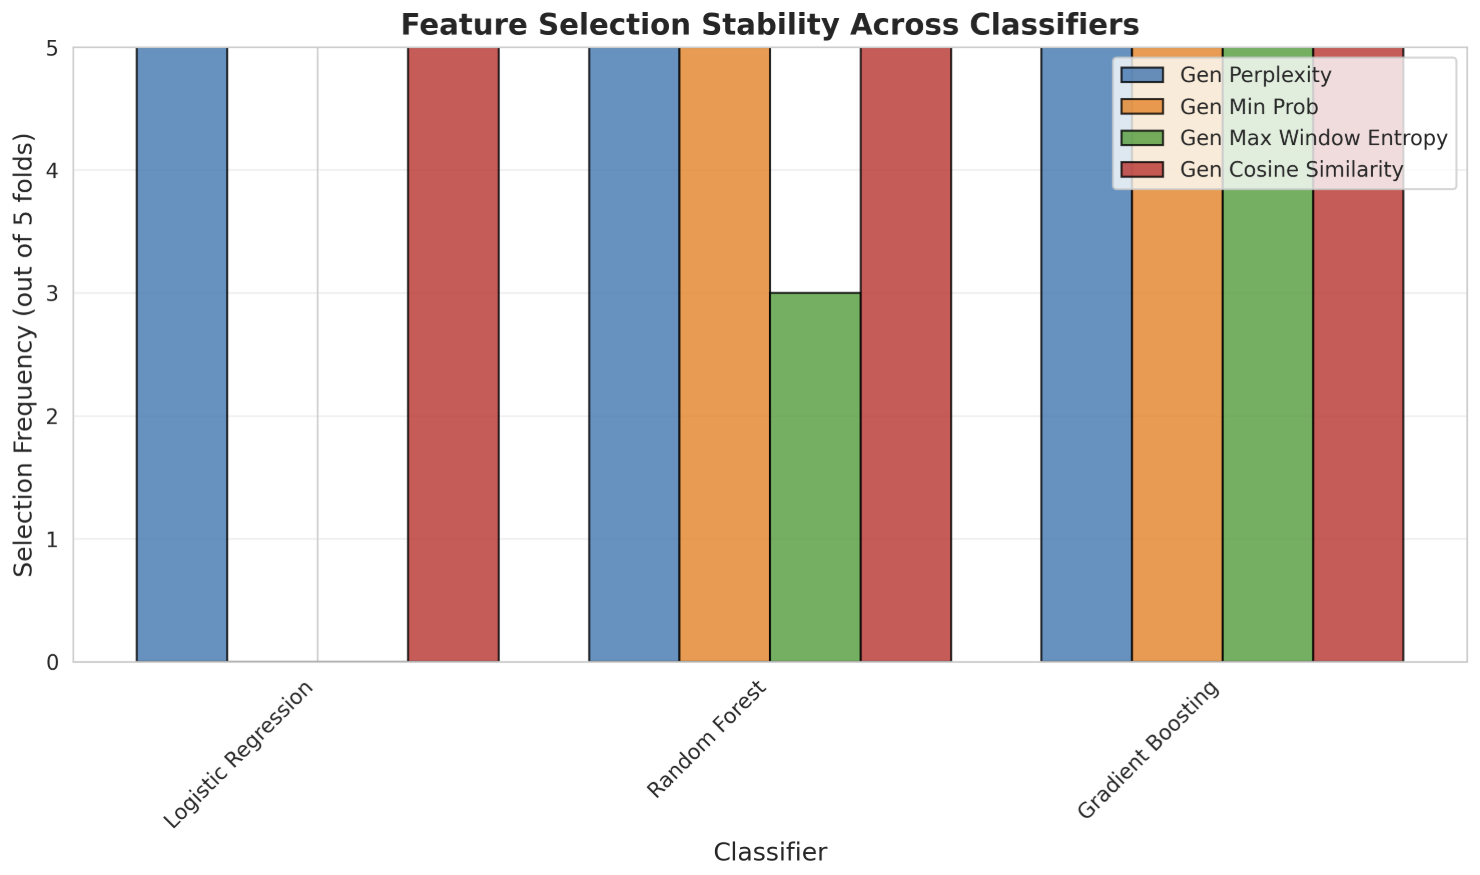 Feature Selection Stability Across Classifiers
Selection Frequency (out of 5 folds)
5
4
3
2
1
0
Gen Perplexity
Gen Min Prob
Gen Max Window Entropy
Gen Cosine Similarity
Logistic Regression
Random Forest
Gradient Boosting
Classifier